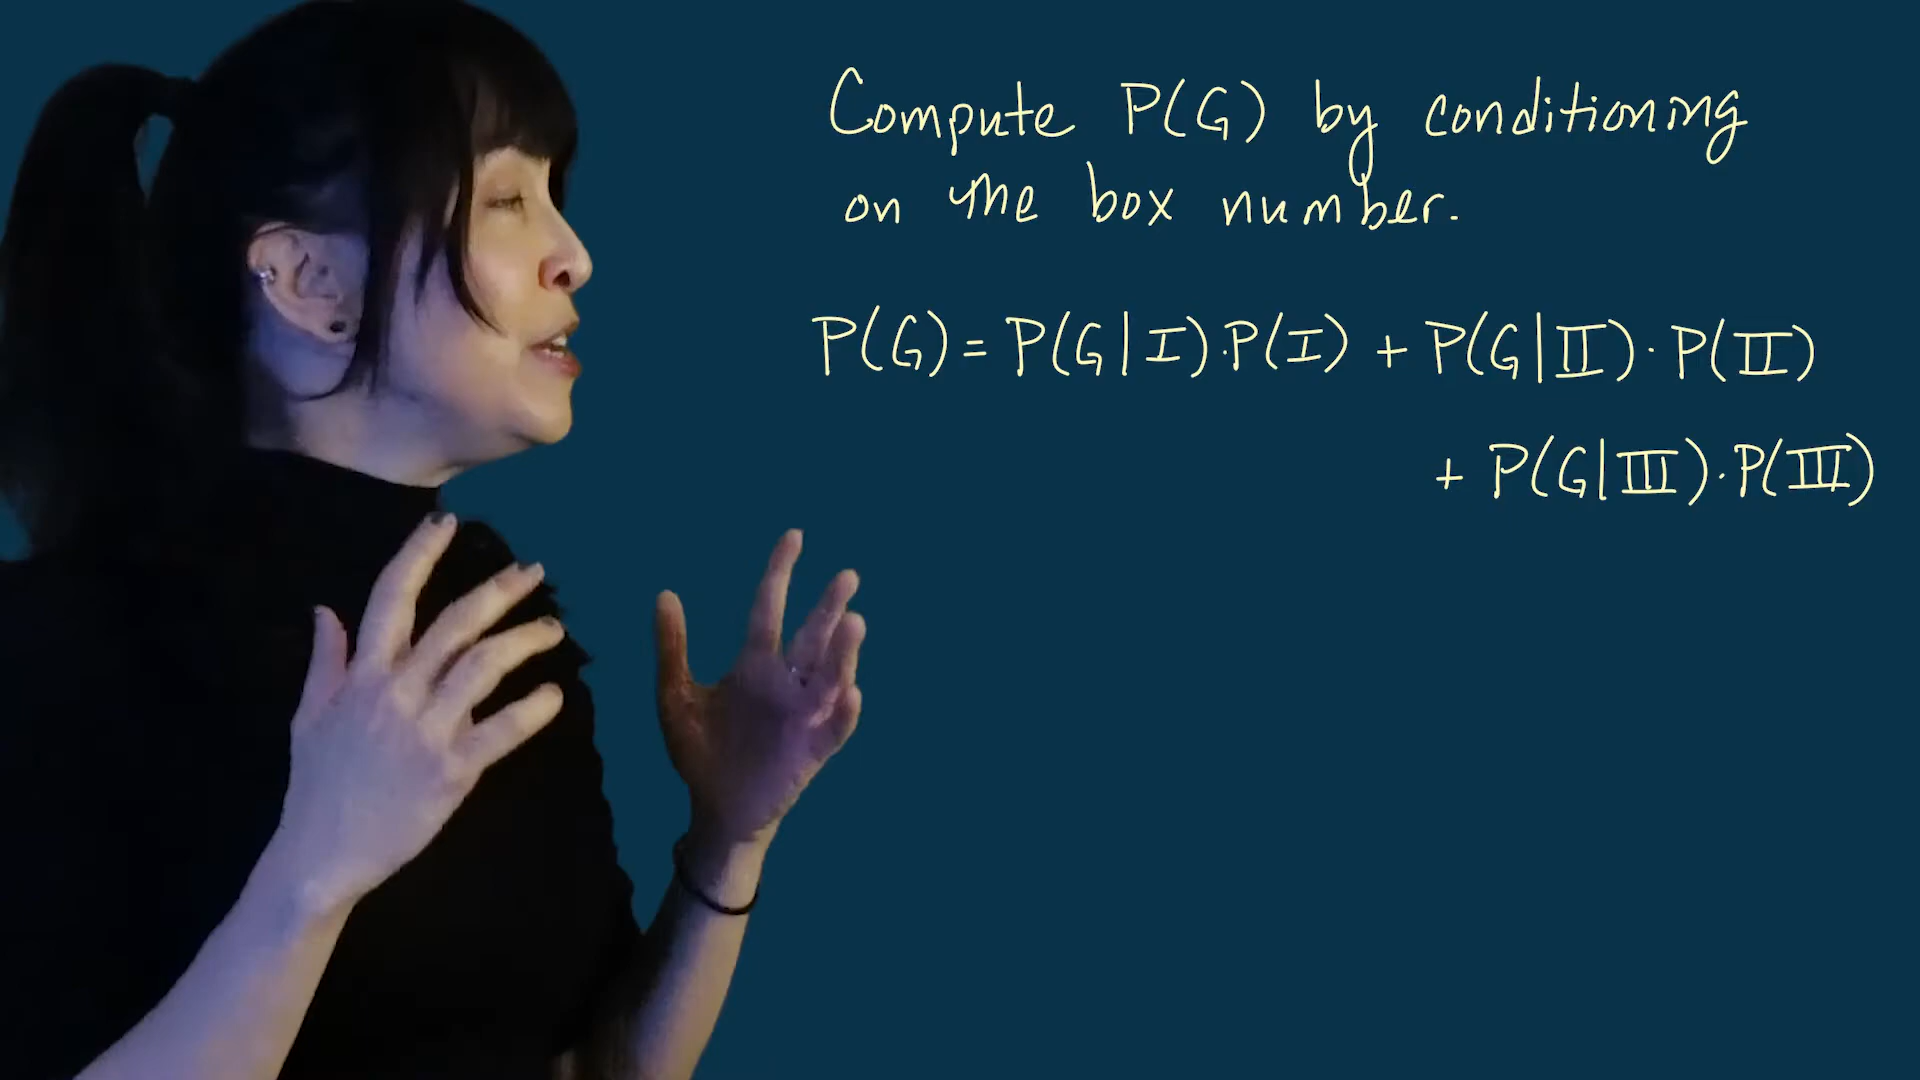 Compute P(G) by conditioning
on the box number.
P(G) = P(G|I)·P(I) + P(G|II)·P(II)
+ P(G|III)·P(III)